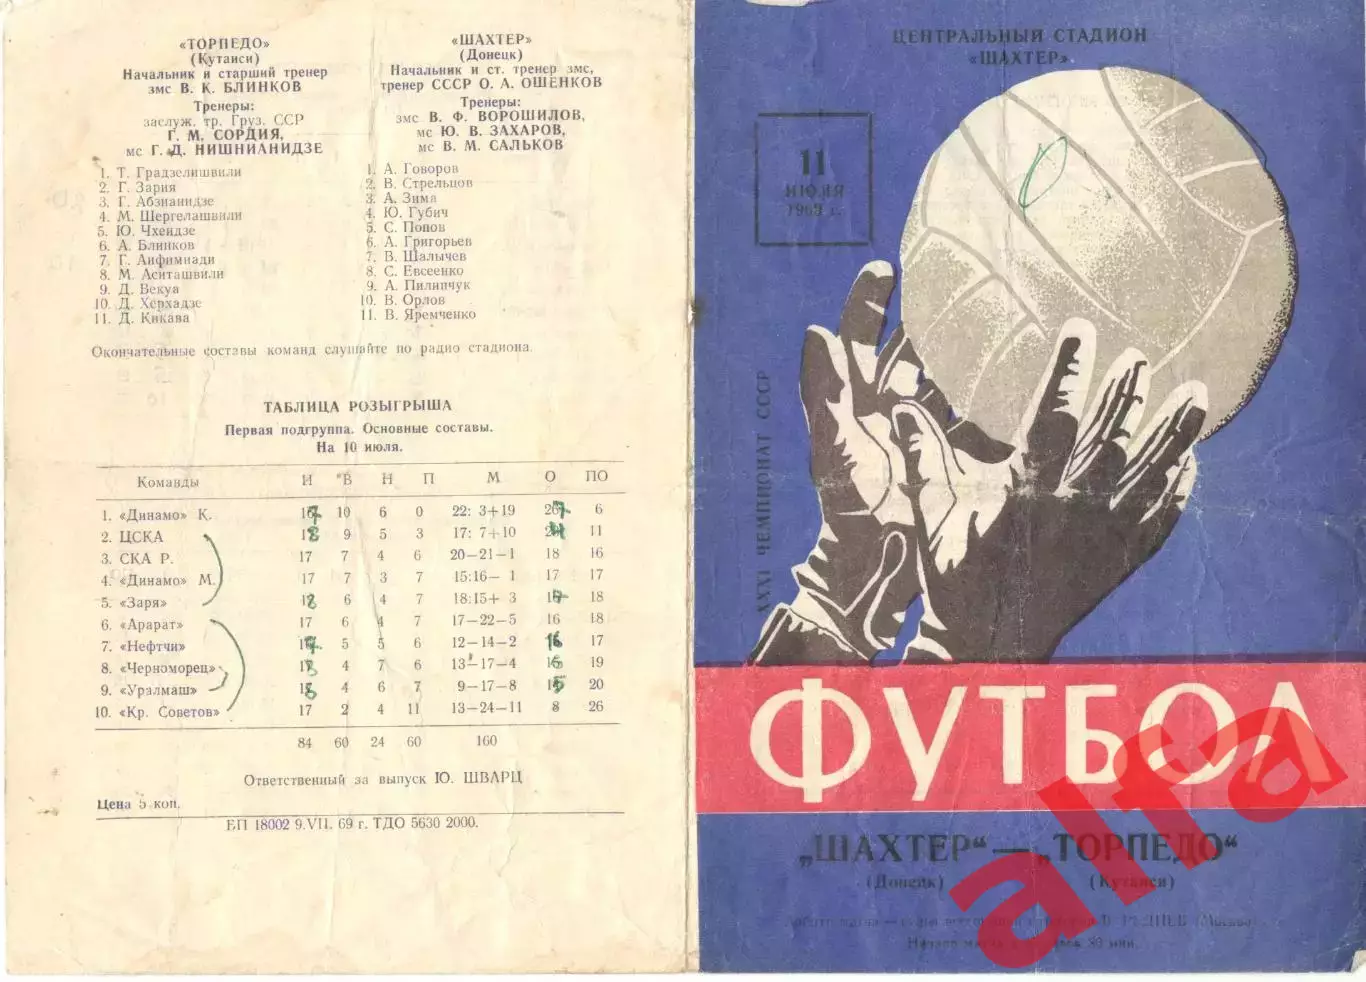 «ТОРПЕДО»
(Кутаиси)
Начальник и старший тренер
змс В. К. БЛИНКОВ
Тренеры:
заслуж. тр. Груз. ССР
Г. М. СОРДИЯ,
мс Г. Д. НИШНИАНИДЗЕ
1. Т. Градзелишвили
2. Г. Зария
3. Г. Абзианидзе
4. М. Шергелашвили
5. Ю. Чхеидзе
6. А. Блинков
7. Г. Анфимиади
8. М. Аситашвили
9. Д. Векуа
10. Д. Херхадзе
11. Д. Кикава
«ШАХТЕР»
(Донецк)
Начальник и ст. тренер змс,
тренер СССР О. А. ОШЕНКОВ
Тренеры:
змс В. Ф. ВОРОШИЛОВ,
мс Ю. В. ЗАХАРОВ,
мс В. М. САЛЬКОВ
1. А. Говоров
2. В. Стрельцов
3. А. Зима
4. Ю. Губич
5. С. Попов
6. А. Григорьев
7. В. Шалычев
8. С. Евсеенко
9. А. Пилипчук
10. В. Орлов
11. В. Яремченко
Окончательные составы команд слушайте по радио стадиона.
ТАБЛИЦА РОЗЫГРЫША
Первая подгруппа. Основные составы.
На 10 июля.
Команды И В Н П М О ПО
1. «Динамо» К. 10 6 0 22: 3+19 6
2. ЦСКА 9 5 3 17: 7+10 11
3. СКА Р. 17 7 4 6 20—21—1 18 16
4. «Динамо» М. 17 7 3 7 15:16— 1 17 17
5. «Заря» 6 4 7 18:15+ 3 18
6. «Арарат» 17 6 4 7 17—22—5 16 18
7. «Нефтчи» 5 5 6 12—14—2 17
8. «Черноморец» 4 7 6 13—17—4 19
9. «Уралмаш» 4 6 7 9—17—8 20
10. «Кр. Советов» 17 2 4 11 13—24—11 8 26
84 60 24 60 160
Ответственный за выпуск Ю. ШВАРЦ
Цена 5 коп.
ЕП 18002 9.VII. 69 г. ТДО 5630 2000.
ЦЕНТРАЛЬНЫЙ СТАДИОН
«ШАХТЕР»
11
ИЮЛЯ
1969 г.
XXXI ЧЕМПИОНАТ СССР
ФУТБОЛ
„ШАХТЕР“—„ТОРПЕДО“
(Донецк) (Кутаиси)
alfa